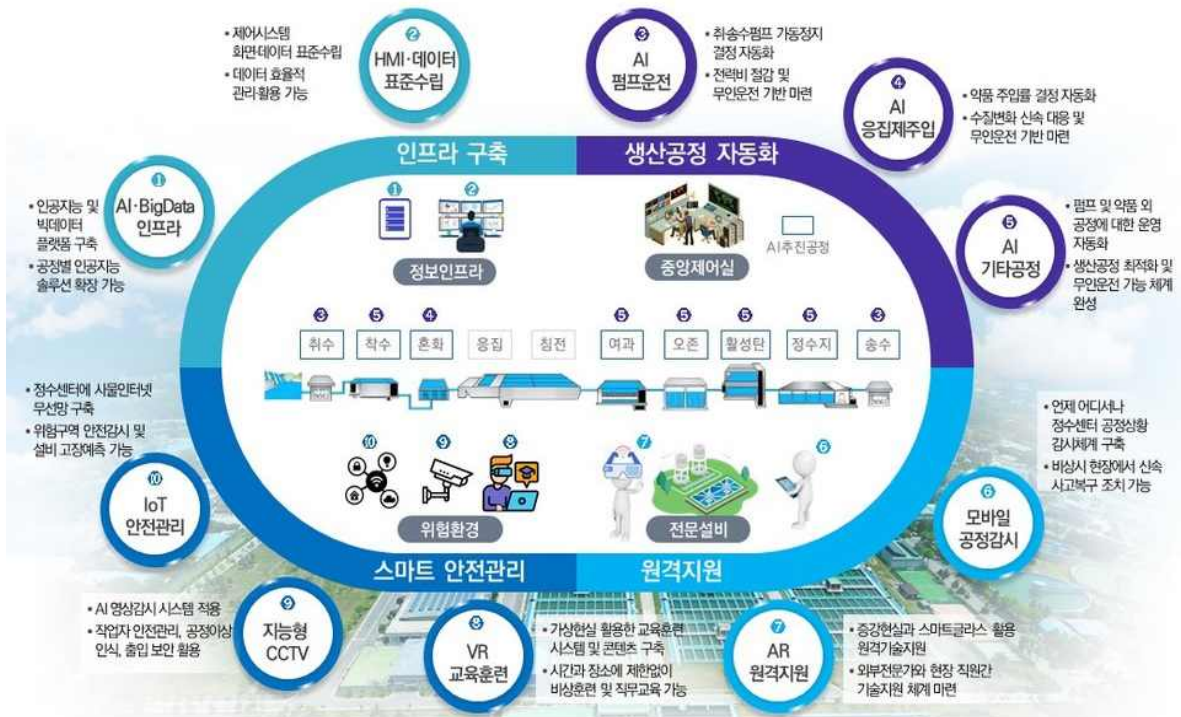 • 제어시스템
화면·데이터 표준수립
• 데이터 효율적
관리·활용 가능
2
HMI·데이터
표준수립
3
AI
펌프운전
• 취·송수펌프 가동정지
결정 자동화
• 전력비 절감 및
무인운전 기반 마련
4
AI
응집제주입
• 약품 주입률 결정 자동화
• 수질변화 신속 대응 및
무인운전 기반 마련
인프라 구축
생산공정 자동화
1
AI·BigData
인프라
• 인공지능 및
빅데이터
플랫폼 구축
• 공정별 인공지능
솔루션 확장 가능
5
AI
기타공정
• 펌프 및 약품 외
공정에 대한 운영
자동화
• 생산공정 최적화 및
무인운전 가능 체계
완성
1
2
정보인프라
중앙제어실
AI추진공정
3
5
4
5
5
5
5
3
취수
착수
혼화
응집
침전
여과
오존
활성탄
정수지
송수
• 정수센터에 사물인터넷
무선망 구축
• 위험구역 안전감시 및
설비 고장예측 가능
10
IoT
안전관리
10
9
8
위험환경
7
6
전문설비
• 언제 어디서나
정수센터 공정상황
감시체계 구축
• 비상시 현장에서 신속
사고복구 조치 가능
6
모바일
공정감시
스마트 안전관리
원격지원
• AI 영상감시 시스템 적용
• 작업자 안전관리, 공정이상
인식, 출입 보안 활용
9
지능형
CCTV
8
VR
교육훈련
• 가상현실 활용한 교육훈련
시스템 및 콘텐츠 구축
• 시간과 장소에 제한없이
비상훈련 및 직무교육 가능
7
AR
원격지원
• 증강현실과 스마트글라스 활용
원격기술지원
• 외부전문가와 현장 직원간
기술지원 체계 마련